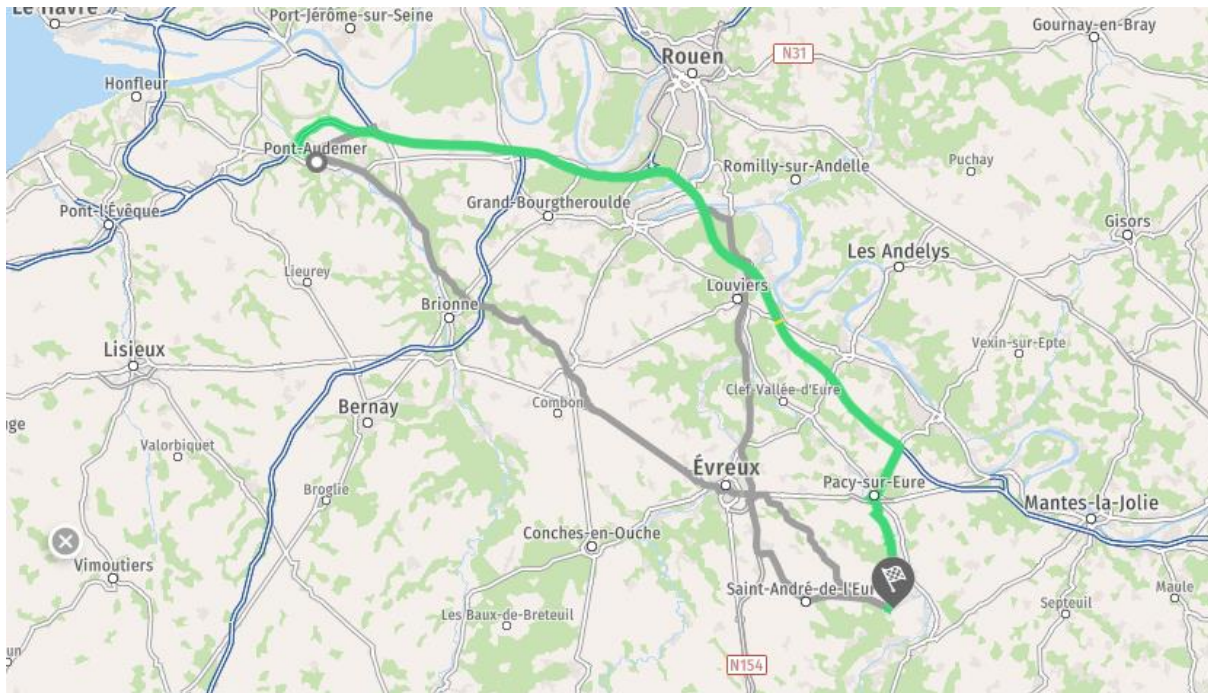 Le Havre
Port-Jérôme-sur-Seine
Gournay-en-Bray
Rouen
N31
Honfleur
Pont-Audemer
Romilly-sur-Andelle
Puchay
Pont-l'Évêque
Grand-Bourgtheroulde
Gisors
Les Andelys
Lieurey
Louviers
Brionne
Lisieux
Vexin-sur-Epte
Clef-Vallée-d'Eure
Bernay
Combon
Valorbiquet
Évreux
Pacy-sur-Eure
Broglie
Mantes-la-Jolie
Conches-en-Ouche
Vimoutiers
Saint-André-de-l'Eur
Maule
Les Baux-de-Breteuil
Septeuil
N154